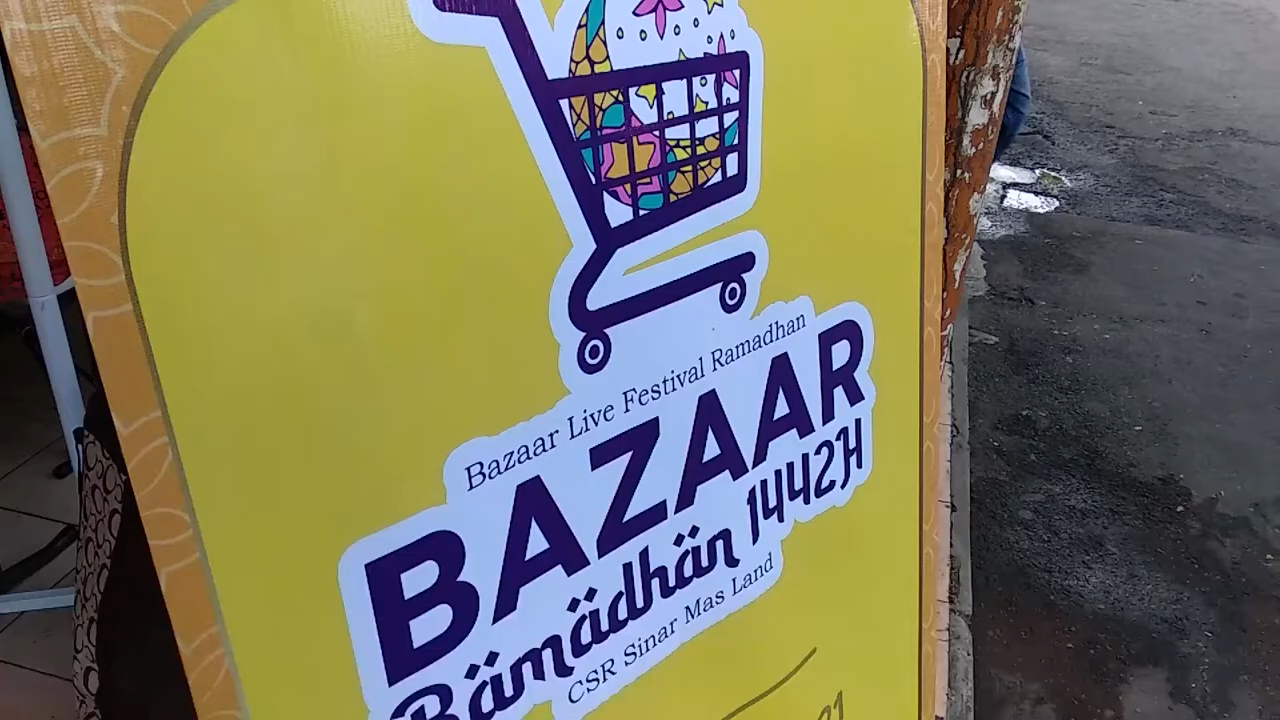 Bazaar Live Festival Ramadhan
BAZAAR
Ramadhan 1442H
CSR Sinar Mas Land